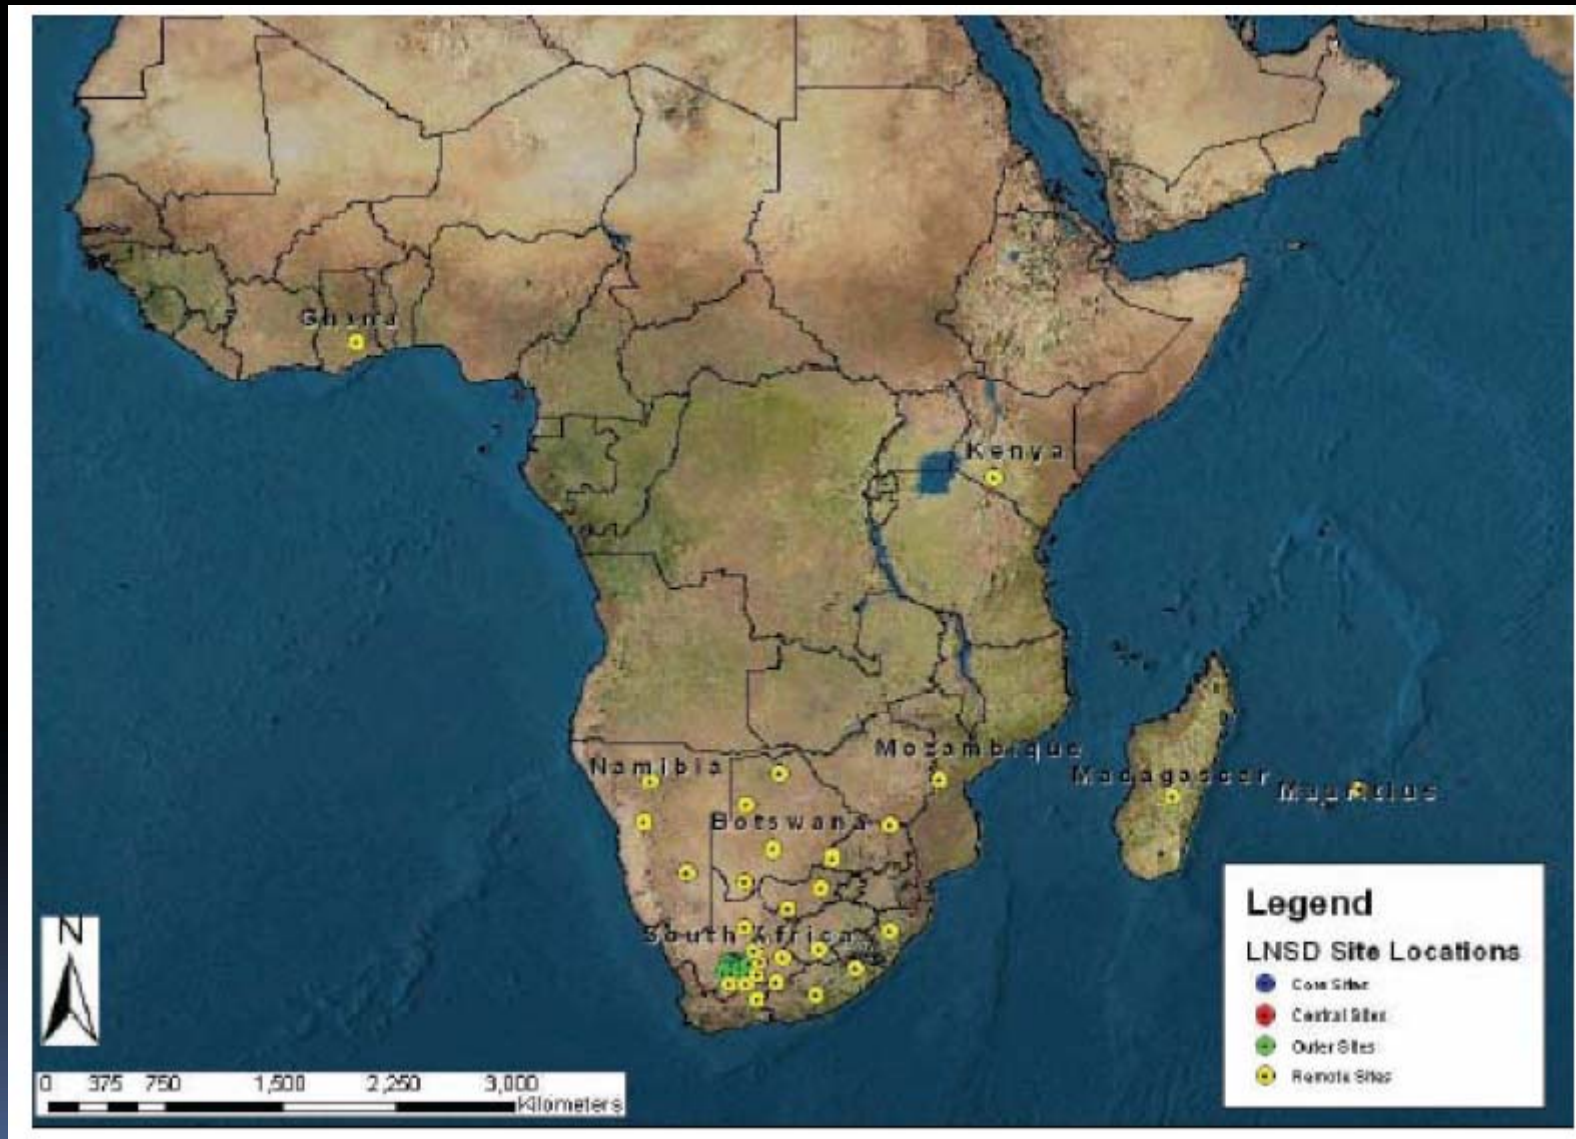 Ghana
Kenya
Mozambique
Namibia
Madagascar
Mauritius
Botswana
South Africa
N
0 375 750 1,500 2,250 3,000
Kilometers
Legend
LNSD Site Locations
Core Sites
Central Sites
Outer Sites
Remote Sites